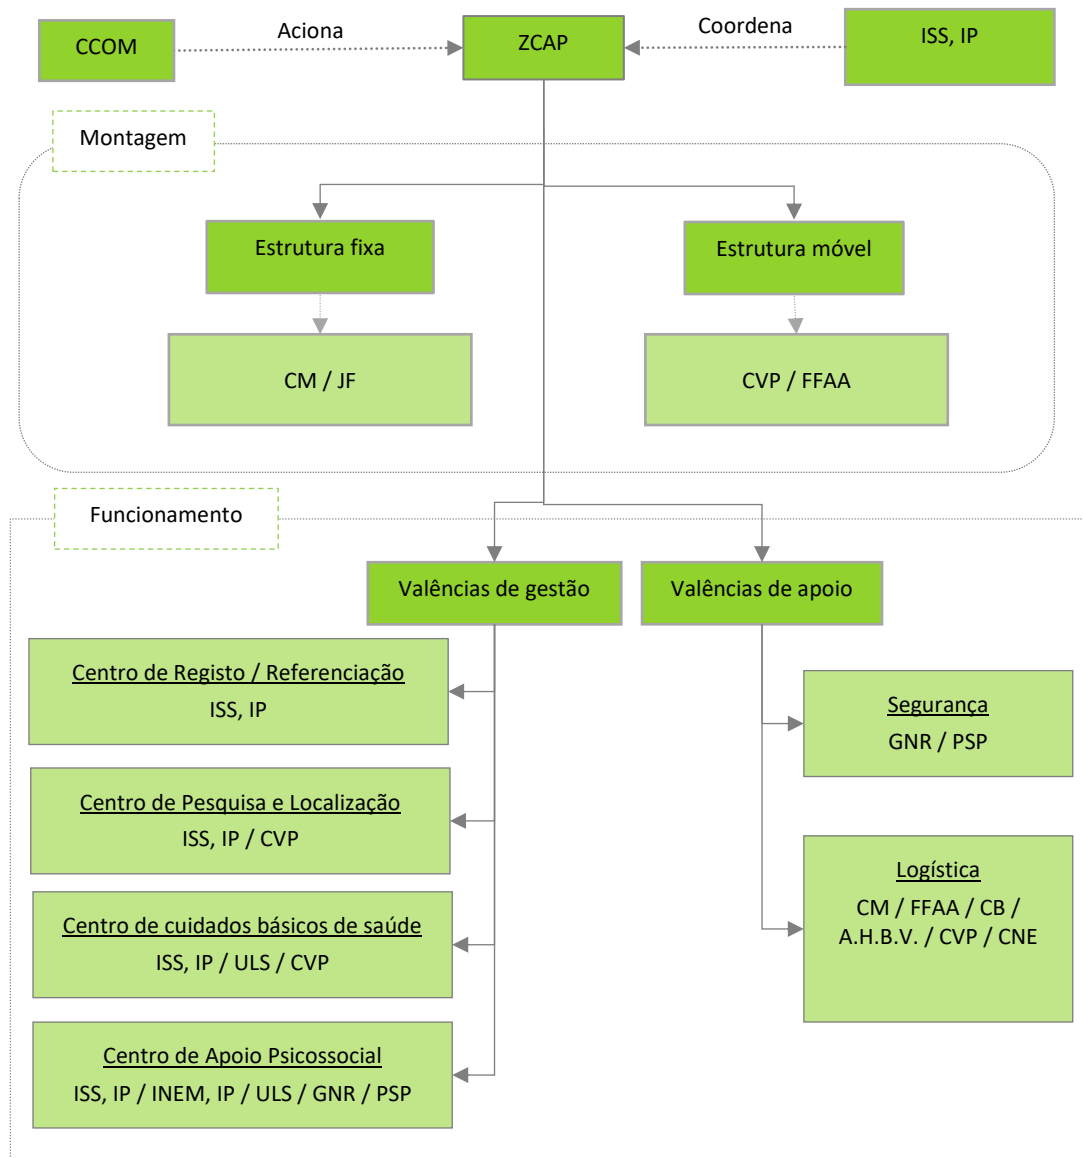 CCOM
Aciona
ZCAP
Coordena
ISS, IP
Montagem
Estrutura fixa
Estrutura móvel
CM / JF
CVP / FFAA
Funcionamento
Valências de gestão
Valências de apoio
Centro de Registo / Referenciação
ISS, IP
Centro de Pesquisa e Localização
ISS, IP / CVP
Centro de cuidados básicos de saúde
ISS, IP / ULS / CVP
Centro de Apoio Psicossocial
ISS, IP / INEM, IP / ULS / GNR / PSP
Segurança
GNR / PSP
Logística
CM / FFAA / CB /
A.H.B.V. / CVP / CNE